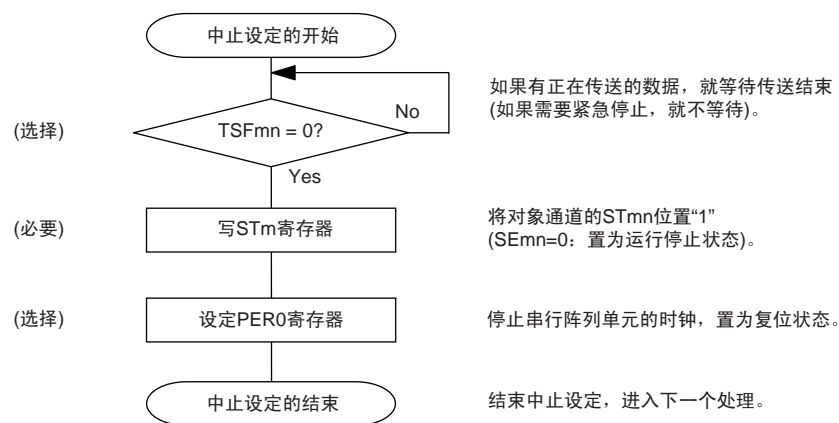 中止设定的开始
如果有正在传送的数据，就等待传送结束
(如果需要紧急停止，就不等待)。
No
(选择)
TSFmn = 0?
Yes
(必要)
写STm寄存器
将对象通道的STmn位置“1”
(SEmn=0：置为运行停止状态)。
(选择)
设定PER0寄存器
停止串行阵列单元的时钟，置为复位状态。
中止设定的结束
结束中止设定，进入下一个处理。